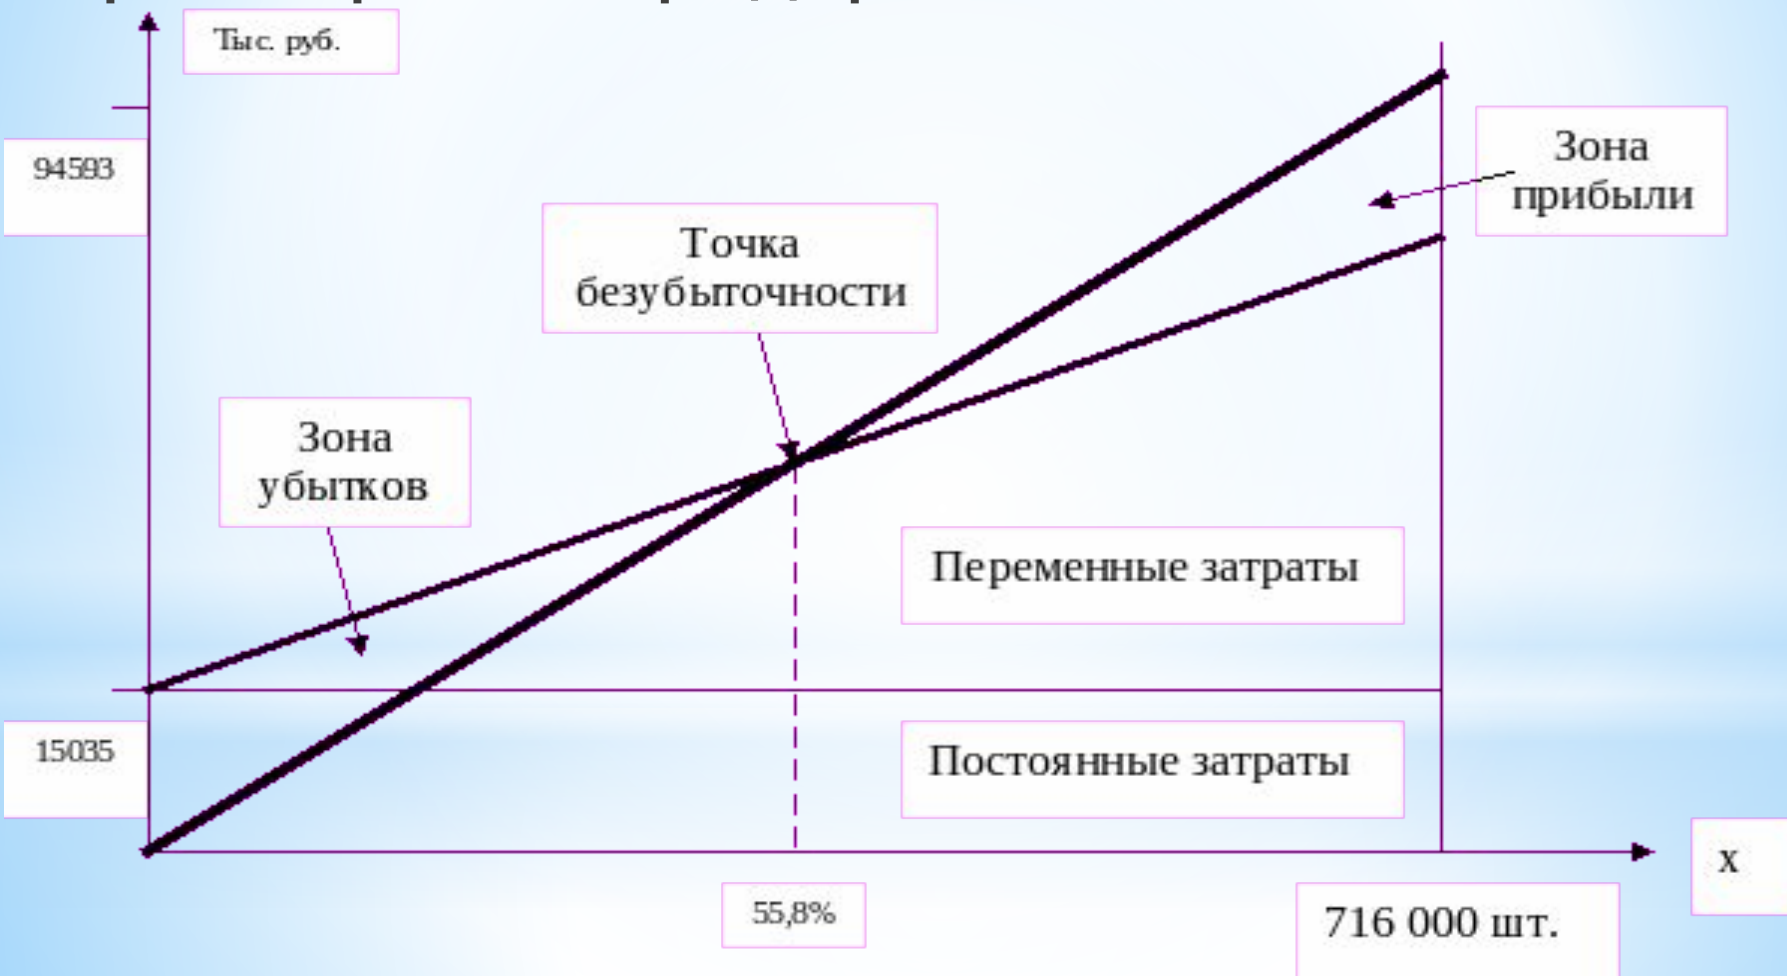 Тыс. руб.
94593
Зона
прибыли
Точка
безубыточности
Зона
убытков
Переменные затраты
15035
Постоянные затраты
х
55,8%
716 000 шт.